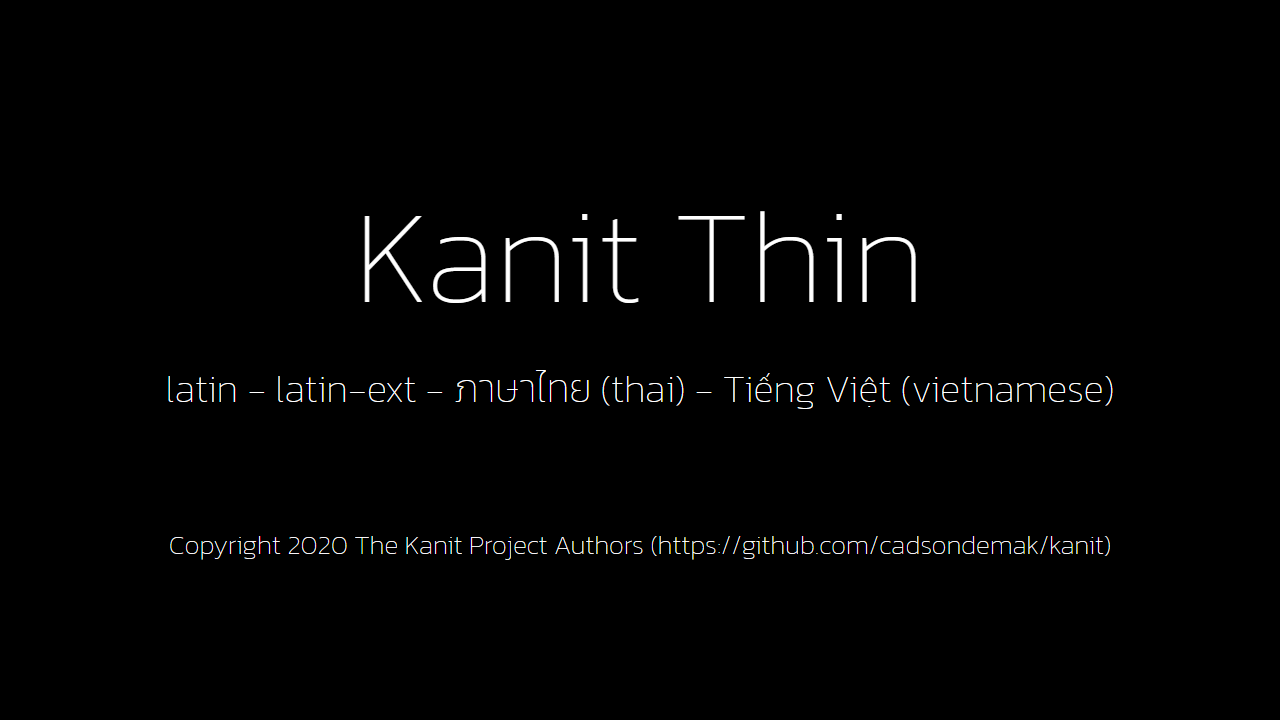 Kanit Thin
latin - latin-ext - ภาษาไทย (thai) - Tiếng Việt (vietnamese)
Copyright 2020 The Kanit Project Authors (https://github.com/cadsondemak/kanit)